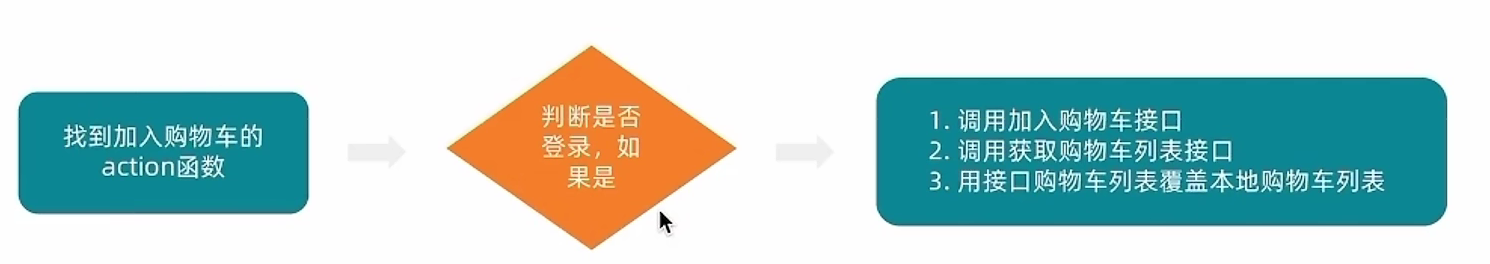 找到加入购物车的
action函数
判断是否
登录，如
果是
1. 调用加入购物车接口
2. 调用获取购物车列表接口
3. 用接口购物车列表覆盖本地购物车列表